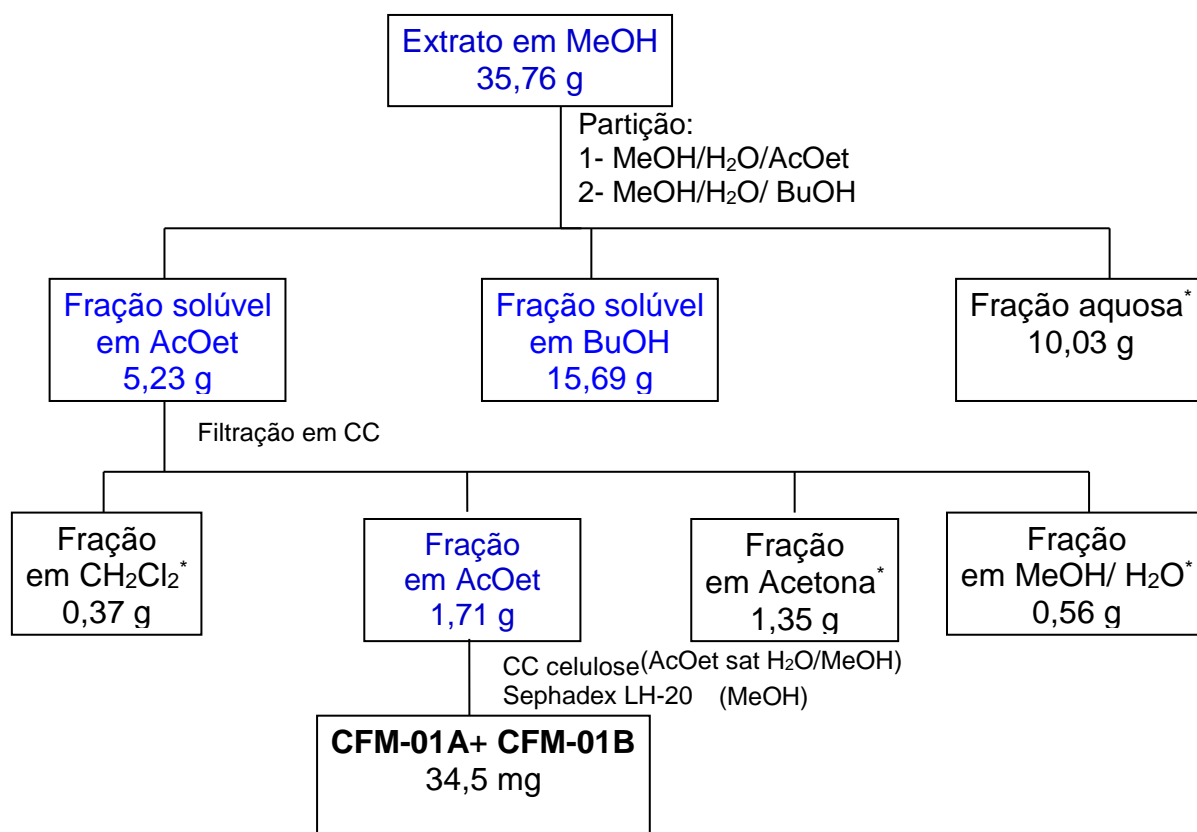 Extrato em MeOH
35,76 g
Partição:
1- MeOH/H₂O/AcOet
2- MeOH/H₂O/ BuOH
Fração solúvel
em AcOet
5,23 g
Fração solúvel
em BuOH
15,69 g
Fração aquosa*
10,03 g
Filtração em CC
Fração
em CH₂Cl₂*
0,37 g
Fração
em AcOet
1,71 g
Fração
em Acetona*
1,35 g
Fração
em MeOH/ H₂O*
0,56 g
CC celulose (AcOet sat H₂O/MeOH)
Sephadex LH-20 (MeOH)
CFM-01A+ CFM-01B
34,5 mg